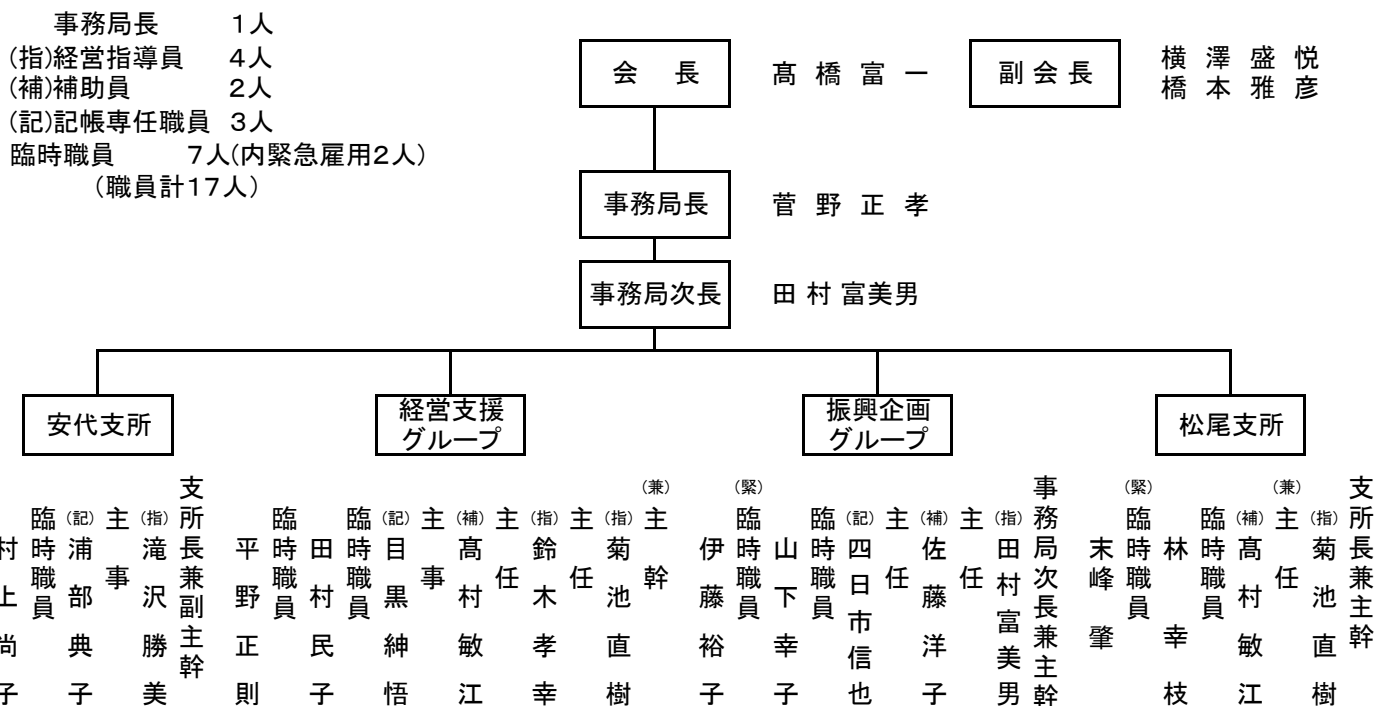 事務局長 1人
(指)経営指導員 4人
(補)補助員 2人
(記)記帳専任職員 3人
臨時職員 7人(内緊急雇用2人)
(職員計17人)
会長
髙橋富一
副会長
横澤盛悦
橋本雅彦
事務局長
菅野正孝
事務局次長
田村富美男
安代支所
経営支援
グループ
振興企画
グループ
松尾支所
支所長兼主幹
(指)菊池直樹
(兼)主任
(補)髙村敏江
臨時職員
林幸枝
(緊)臨時職員
末峰肇
事務局次長兼主幹
(指)田村富美男
主任
(補)佐藤洋子
主任
(記)四日市信也
臨時職員
山下幸子
(緊)臨時職員
伊藤裕子
(兼)主幹
(指)菊池直樹
主任
(指)鈴木孝幸
主任
(補)髙村敏江
主事
(記)目黒紳悟
臨時職員
田村民子
臨時職員
平野正則
支所長兼副主幹
(指)滝沢勝美
主事
(記)浦部典子
臨時職員
村上尚子